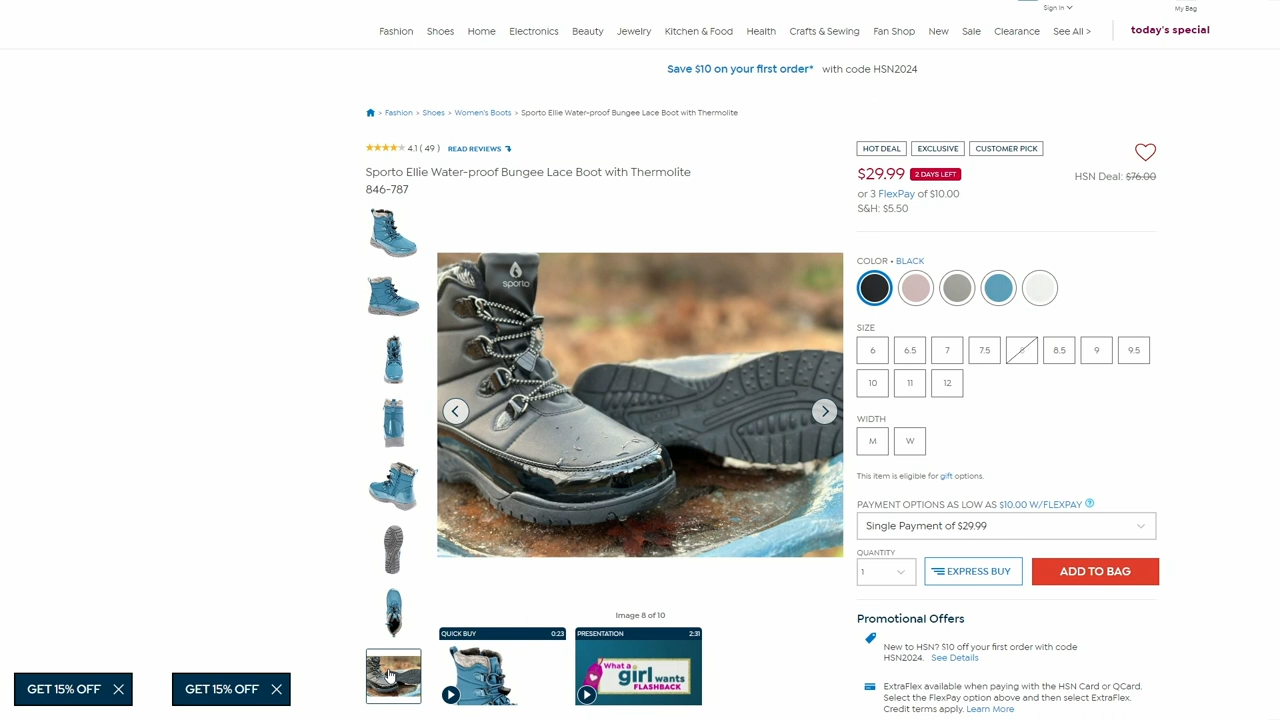 Sign In
My Bag
Fashion
Shoes
Home
Electronics
Beauty
Jewelry
Kitchen & Food
Health
Crafts & Sewing
Fan Shop
New
Sale
Clearance
See All >
today's special
Save $10 on your first order* with code HSN2024
> Fashion > Shoes > Women's Boots > Sporto Ellie Water-proof Bungee Lace Boot with Thermolite
4.1 ( 49 ) READ REVIEWS
Sporto Ellie Water-proof Bungee Lace Boot with Thermolite
846-787
sporto
Image 8 of 10
QUICK BUY 0:23
PRESENTATION 2:31
What a
girl wants
FLASHBACK
HOT DEAL
EXCLUSIVE
CUSTOMER PICK
$29.99 2 DAYS LEFT
HSN Deal: $76.00
or 3 FlexPay of $10.00
S&H: $5.50
COLOR • BLACK
SIZE
6 6.5 7 7.5 8 8.5 9 9.5
10 11 12
WIDTH
M W
This item is eligible for gift options.
PAYMENT OPTIONS AS LOW AS $10.00 W/FLEXPAY ?
Single Payment of $29.99
QUANTITY
1
EXPRESS BUY
ADD TO BAG
Promotional Offers
New to HSN? $10 off your first order with code
HSN2024. See Details
ExtraFlex available when paying with the HSN Card or QCard.
Select the FlexPay option above and then select ExtraFlex.
Credit terms apply. Learn More
GET 15% OFF
GET 15% OFF